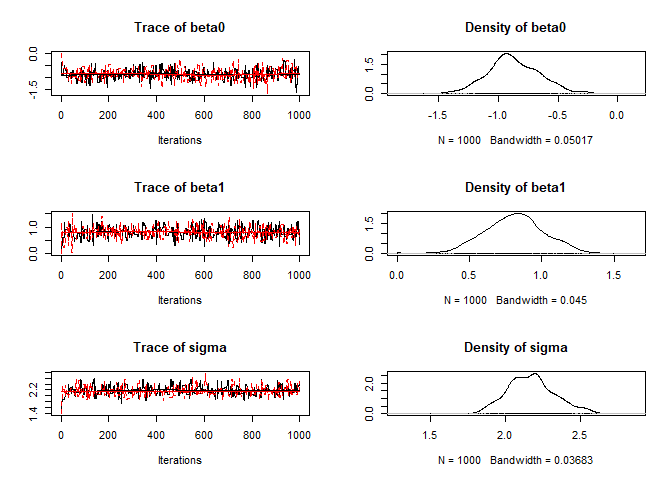 Trace of beta0
0.0
-1.5
0 200 400 600 800 1000
Iterations
Density of beta0
1.5
0.0
-1.5 -1.0 -0.5 0.0
N = 1000 Bandwidth = 0.05017
Trace of beta1
1.0
0.0
0 200 400 600 800 1000
Iterations
Density of beta1
1.5
0.0
0.0 0.5 1.0 1.5
N = 1000 Bandwidth = 0.045
Trace of sigma
2.2
1.4
0 200 400 600 800 1000
Iterations
Density of sigma
2.0
0.0
1.5 2.0 2.5
N = 1000 Bandwidth = 0.03683